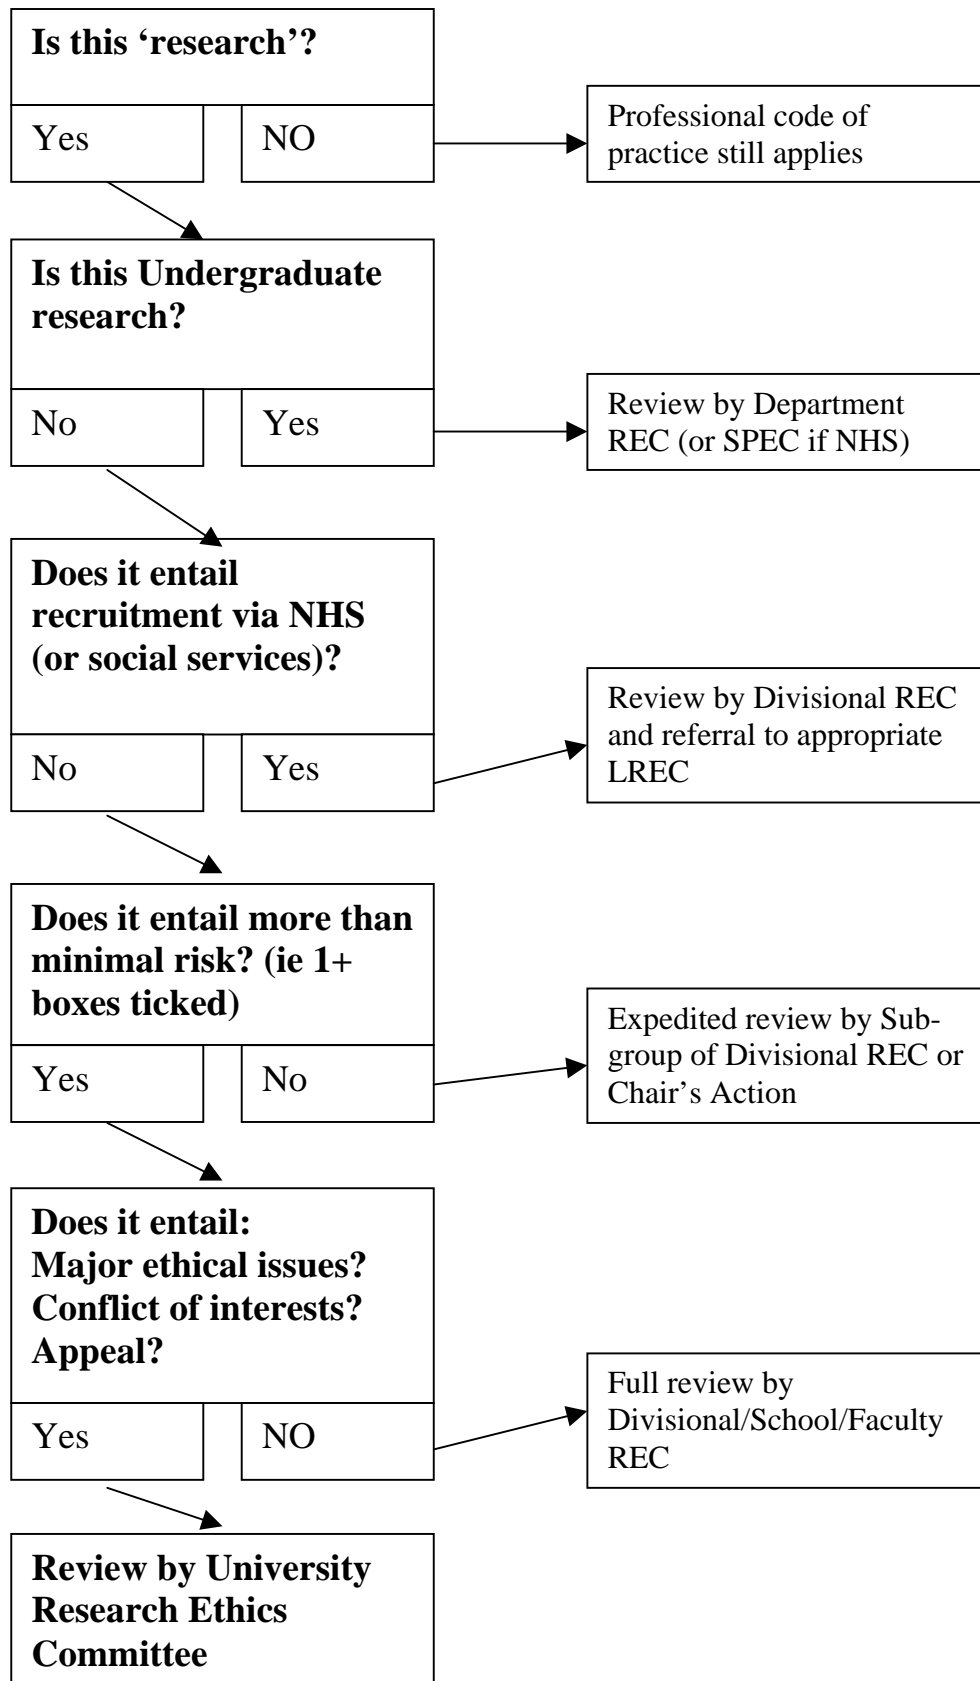 Is this ‘research’?
Yes
NO
Professional code of
practice still applies
Is this Undergraduate
research?
No
Yes
Review by Department
REC (or SPEC if NHS)
Does it entail
recruitment via NHS
(or social services)?
No
Yes
Review by Divisional REC
and referral to appropriate
LREC
Does it entail more than
minimal risk? (ie 1+
boxes ticked)
Yes
No
Expedited review by Sub-
group of Divisional REC or
Chair’s Action
Does it entail:
Major ethical issues?
Conflict of interests?
Appeal?
Yes
NO
Full review by
Divisional/School/Faculty
REC
Review by University
Research Ethics
Committee